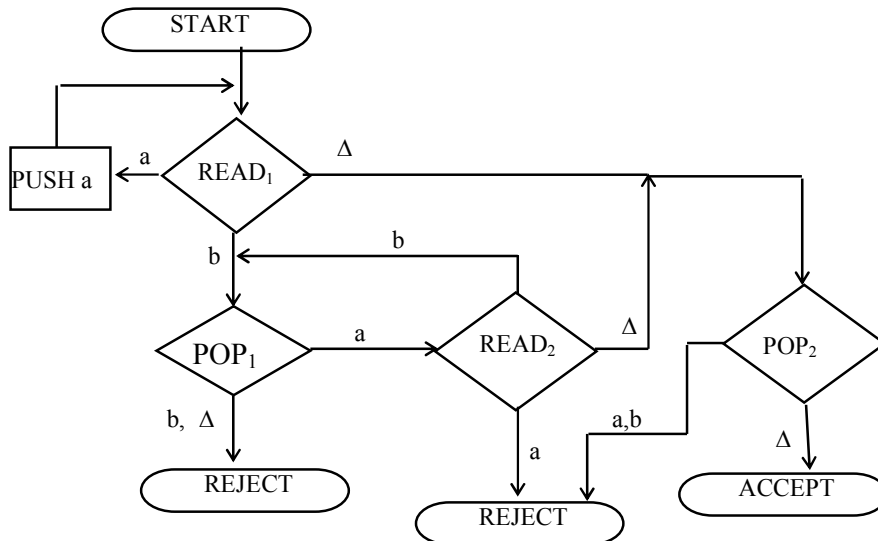 START
a
READ₁
Δ
PUSH a
b
b
POP₁
a
READ₂
Δ
POP₂
b, Δ
a,b
Δ
a
REJECT
REJECT
ACCEPT